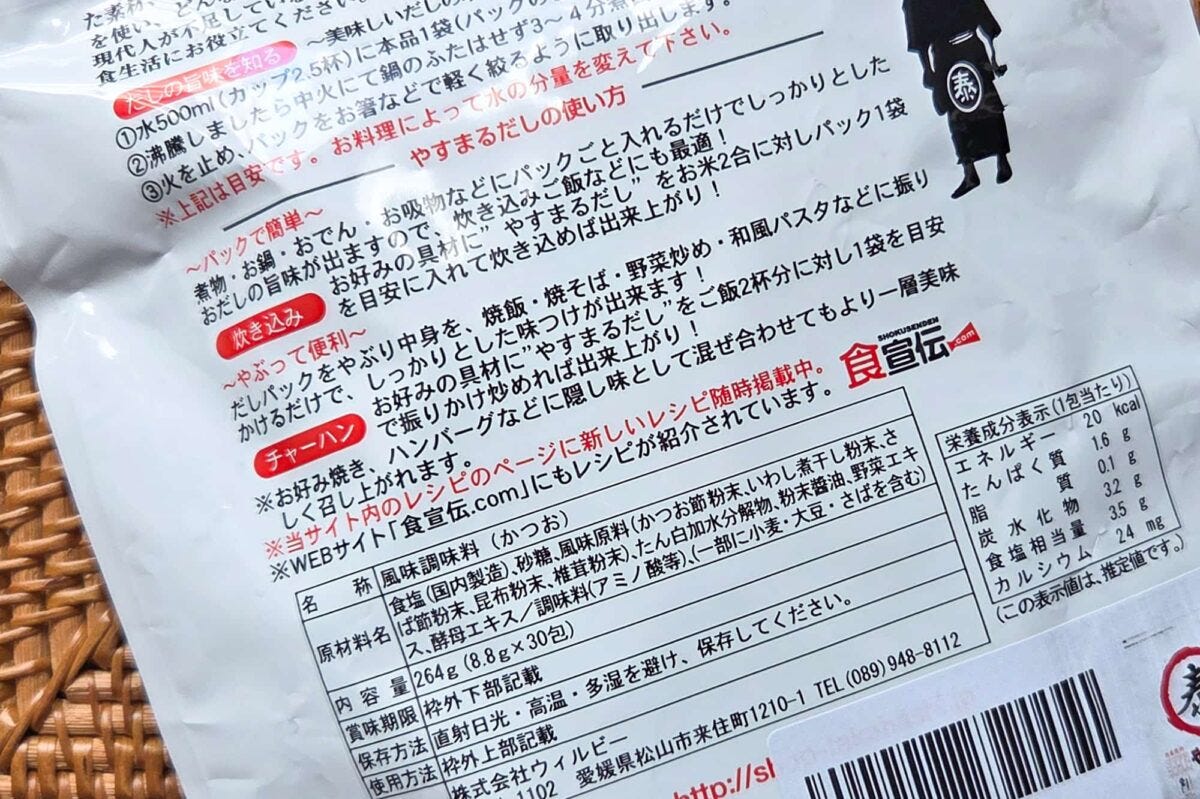 た素材
を使い、どんな
現代人が不足してい
食生活にお役立てください。
だしの旨味を知る ～美味しいだしの
①水500ml(カップ2.5杯)に本品1袋(パックの
②沸騰しましたら中火にて鍋のふたはせず3～4分煮
③火を止め、パックをお箸などで軽く絞るように取り出します。
※上記は目安です。お料理によって水の分量を変えて下さい。
やすまるだしの使い方
～パックで簡単～
煮物・お鍋・おでん・お吸物などにパックごと入れるだけでしっかりとした
おだしの旨味が出ますので、炊き込みご飯などにも最適！
炊き込み お好みの具材に"やすまるだし"をお米2合に対しパック1袋
を目安に入れて炊き込めば出来上がり！
～やぶって便利～
だしパックをやぶり中身を、焼飯・焼そば・野菜炒め・和風パスタなどに振り
かけるだけで、しっかりとした味つけが出来ます！
チャーハン お好みの具材に"やすまるだし"をご飯2杯分に対し1袋を目安
で振りかけ炒めれば出来上がり！
※お好み焼き、ハンバーグなどに隠し味として混ぜ合わせてもより一層美味
しく召し上がれます。
※当サイト内のレシピのページに新しいレシピ随時掲載中。
※WEBサイト「食宣伝.com」にもレシピが紹介されています。
SHOKUSENDEN
食宣伝.com
泰
名 称 風味調味料(かつお)
原材料名 食塩(国内製造)、砂糖、風味原料(かつお節粉末、いわし煮干し粉末、さ
ば節粉末、昆布粉末、椎茸粉末)、たん白加水分解物、粉末醤油、野菜エキ
ス、酵母エキス／調味料(アミノ酸等)、(一部に小麦・大豆・さばを含む)
内容量 264g(8.8g×30包)
賞味期限 枠外下部記載
保存方法 直射日光・高温・多湿を避け、保存してください。
使用方法 枠外上部記載
株式会社ウィルビー
-1102 愛媛県松山市来住町1210-1 TEL(089)948-8112
栄養成分表示(1包当たり)
エネルギー 20 kcal
たんぱく質 1.6 g
脂質 0.1 g
炭水化物 3.2 g
食塩相当量 3.5 g
カルシウム 24 mg
(この表示値は、推定値です。)
http://sh